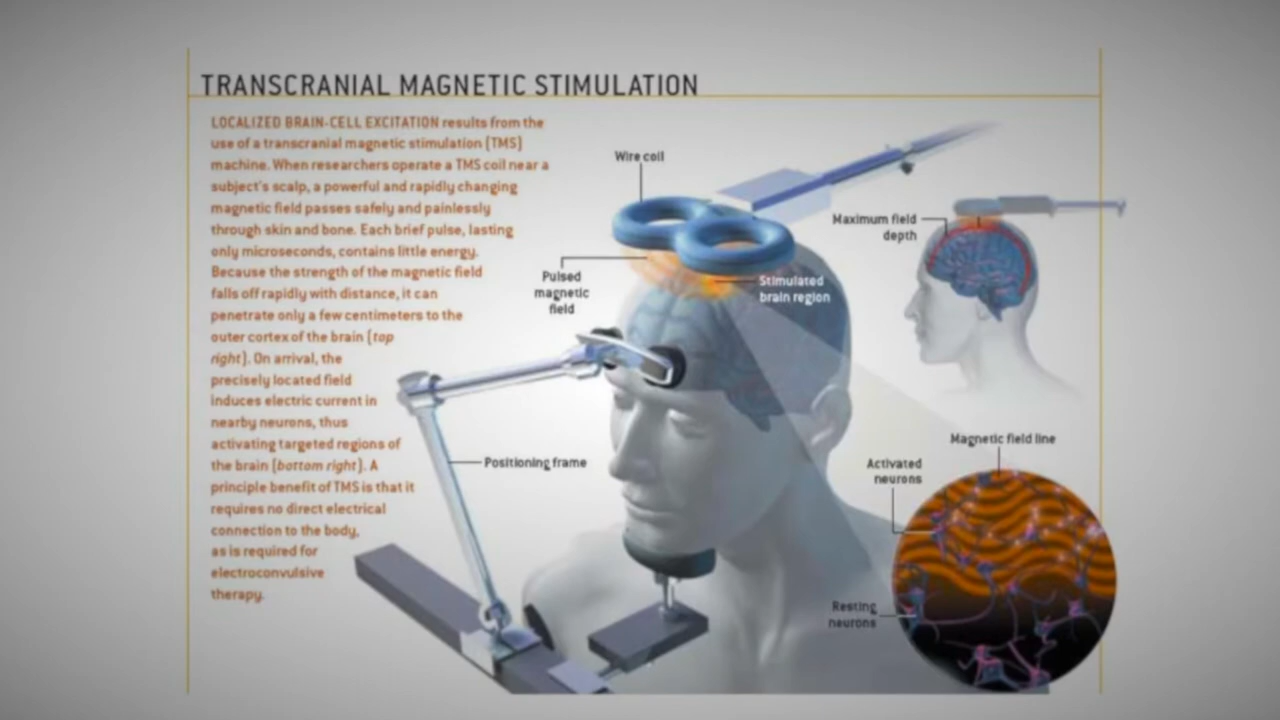 TRANSCRANIAL MAGNETIC STIMULATION
LOCALIZED BRAIN-CELL EXCITATION results from the
use of a transcranial magnetic stimulation (TMS)
machine. When researchers operate a TMS coil near a
subject's scalp, a powerful and rapidly changing
magnetic field passes safely and painlessly
through skin and bone. Each brief pulse, lasting
only microseconds, contains little energy.
Because the strength of the magnetic field
falls off rapidly with distance, it can
penetrate only a few centimeters to the
outer cortex of the brain (top
right). On arrival, the
precisely located field
induces electric current in
nearby neurons, thus
activating targeted regions of
the brain (bottom right). A
principle benefit of TMS is that it
requires no direct electrical
connection to the body,
as is required for
electroconvulsive
therapy.
Wire coil
Pulsed
magnetic
field
Stimulated
brain region
Maximum field
depth
Positioning frame
Magnetic field line
Activated
neurons
Resting
neurons